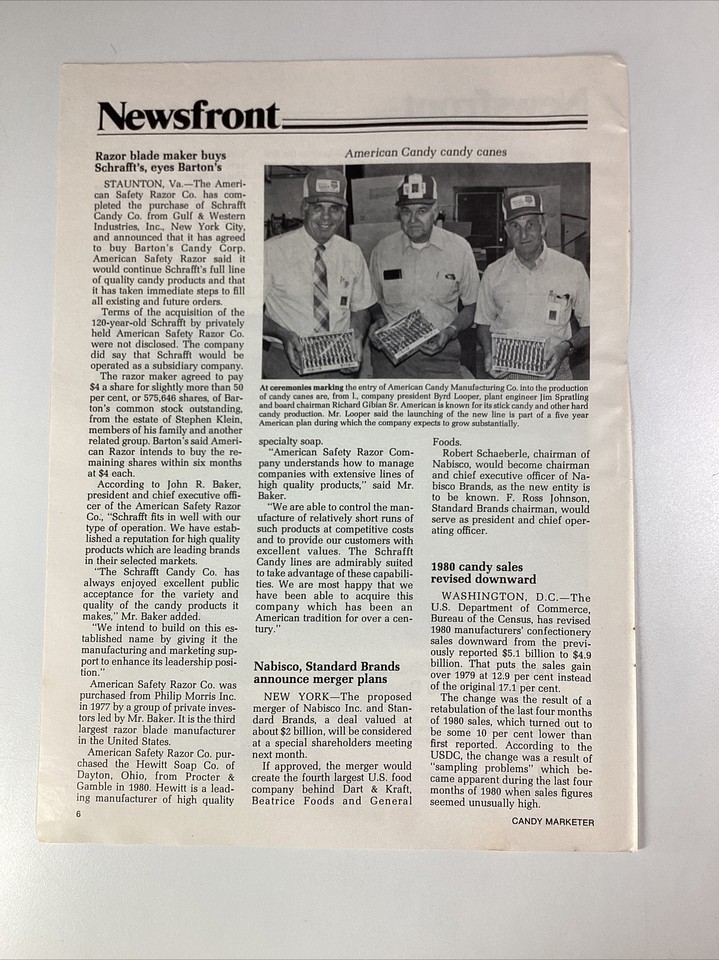 Newsfront
Razor blade maker buys
Schrafft's, eyes Barton's
STAUNTON, Va.—The Ameri-
can Safety Razor Co. has com-
pleted the purchase of Schrafft
Candy Co. from Gulf & Western
Industries, Inc., New York City,
and announced that it has agreed
to buy Barton's Candy Corp.
American Safety Razor said it
would continue Schrafft's full line
of quality candy products and that
it has taken immediate steps to fill
all existing and future orders.
Terms of the acquisition of the
120-year-old Schrafft by privately
held American Safety Razor Co.
were not disclosed. The company
did say that Schrafft would be
operated as a subsidiary company.
The razor maker agreed to pay
$4 a share for slightly more than 50
per cent, or 575,646 shares, of Bar-
ton's common stock outstanding,
from the estate of Stephen Klein,
members of his family and another
related group. Barton's said Ameri-
can Razor intends to buy the re-
maining shares within six months
at $4 each.
According to John R. Baker,
president and chief executive offi-
cer of the American Safety Razor
Co., "Schrafft fits in well with our
type of operation. We have estab-
lished a reputation for high quality
products which are leading brands
in their selected markets.
"The Schrafft Candy Co. has
always enjoyed excellent public
acceptance for the variety and
quality of the candy products it
makes," Mr. Baker added.
"We intend to build on this es-
tablished name by giving it the
manufacturing and marketing sup-
port to enhance its leadership posi-
tion."
American Safety Razor Co. was
purchased from Philip Morris Inc.
in 1977 by a group of private inves-
tors led by Mr. Baker. It is the third
largest razor blade manufacturer
in the United States.
American Safety Razor Co. pur-
chased the Hewitt Soap Co. of
Dayton, Ohio, from Procter &
Gamble in 1980. Hewitt is a lead-
ing manufacturer of high quality
American Candy candy canes
At ceremonies marking the entry of American Candy Manufacturing Co. into the production
of candy canes are, from l., company president Byrd Looper, plant engineer Jim Spratling
and board chairman Richard Gibian Sr. American is known for its stick candy and other hard
candy production. Mr. Looper said the launching of the new line is part of a five year
American plan during which the company expects to grow substantially.
specialty soap.
"American Safety Razor Com-
pany understands how to manage
companies with extensive lines of
high quality products," said Mr.
Baker.
"We are able to control the man-
ufacture of relatively short runs of
such products at competitive costs
and to provide our customers with
excellent values. The Schrafft
Candy lines are admirably suited
to take advantage of these capabili-
ties. We are most happy that we
have been able to acquire this
company which has been an
American tradition for over a cen-
tury."
Nabisco, Standard Brands
announce merger plans
NEW YORK—The proposed
merger of Nabisco Inc. and Stan-
dard Brands, a deal valued at
about $2 billion, will be considered
at a special shareholders meeting
next month.
If approved, the merger would
create the fourth largest U.S. food
company behind Dart & Kraft,
Beatrice Foods and General
Foods.
Robert Schaeberle, chairman of
Nabisco, would become chairman
and chief executive officer of Na-
bisco Brands, as the new entity is
to be known. F. Ross Johnson,
Standard Brands chairman, would
serve as president and chief oper-
ating officer.
1980 candy sales
revised downward
WASHINGTON, D.C.—The
U.S. Department of Commerce,
Bureau of the Census, has revised
1980 manufacturers' confectionery
sales downward from the previ-
ously reported $5.1 billion to $4.9
billion. That puts the sales gain
over 1979 at 12.9 per cent instead
of the original 17.1 per cent.
The change was the result of a
retabulation of the last four months
of 1980 sales, which turned out to
be some 10 per cent lower than
first reported. According to the
USDC, the change was a result of
"sampling problems" which be-
came apparent during the last four
months of 1980 when sales figures
seemed unusually high.
6
CANDY MARKETER